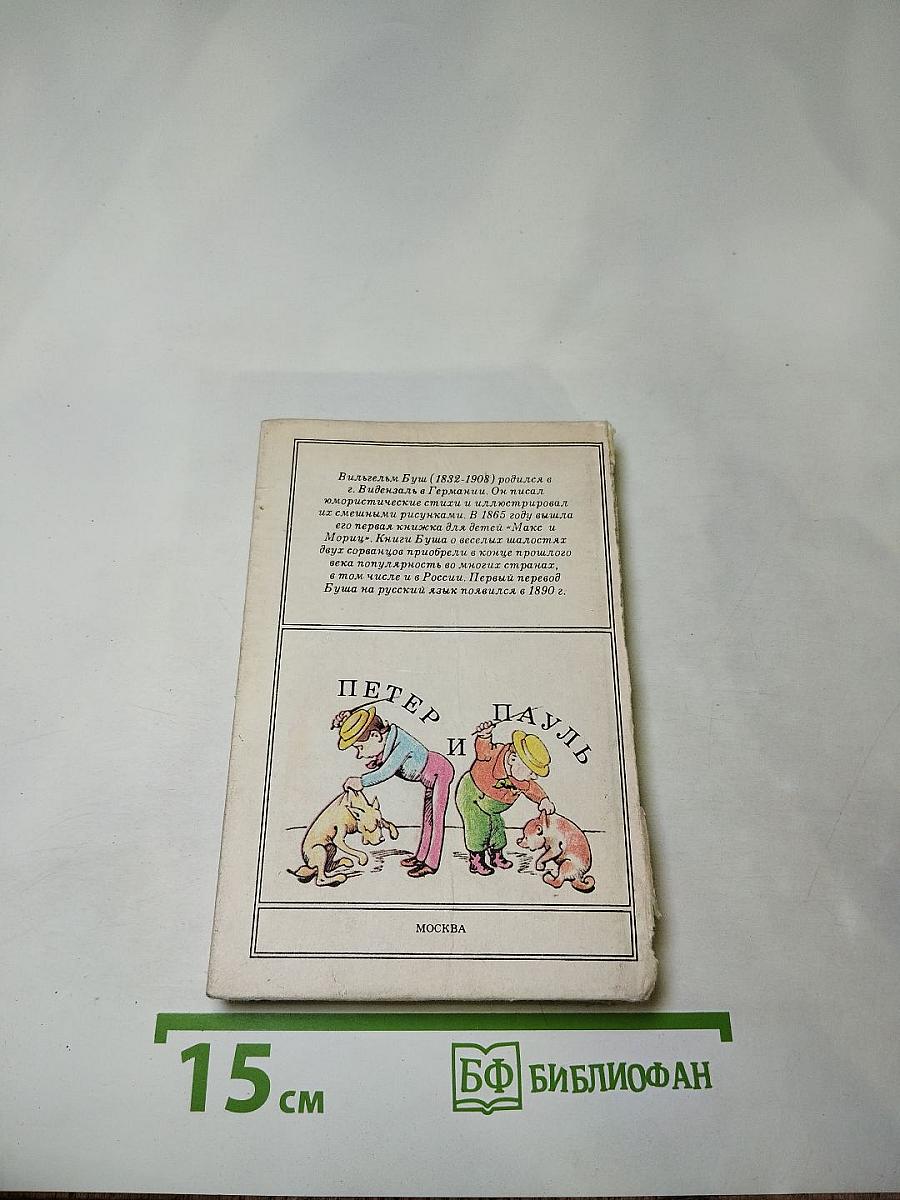 Вильгельм Буш (1832-1908) родился в
г. Видензаль в Германии. Он писал
юмористические стихи и иллюстрировал
их смешными рисунками. В 1865 году вышла
его первая книжка для детей «Макс и
Мориц». Книги Буша о веселых шалостях
двух сорванцов приобрели в конце прошлого
века популярность во многих странах,
в том числе и в России. Первый перевод
Буша на русский язык появился в 1890 г.
ПЕТЕР И ПАУЛЬ
МОСКВА
15 см
БФ БИБЛИОФАН